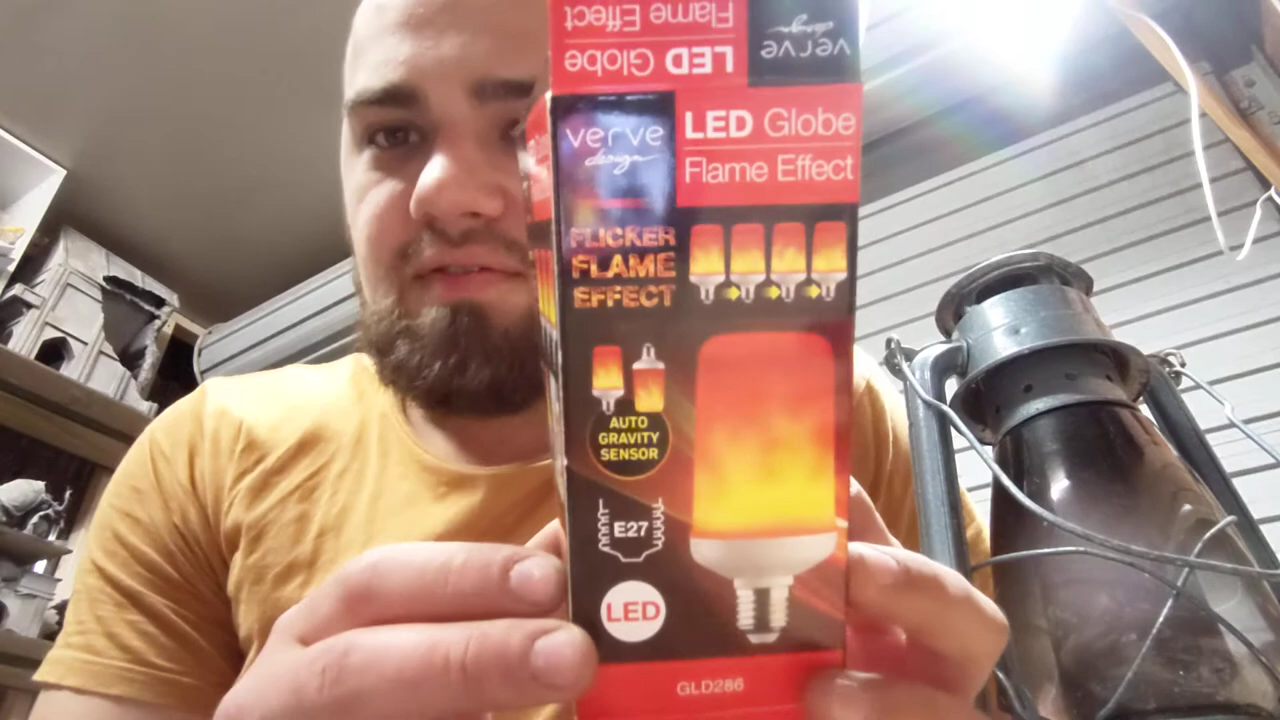 Flame Effect
LED Globe
verve
design
verve
design
LED Globe
Flame Effect
FLICKER
FLAME
EFFECT
AUTO
GRAVITY
SENSOR
E27
LED
GLD286